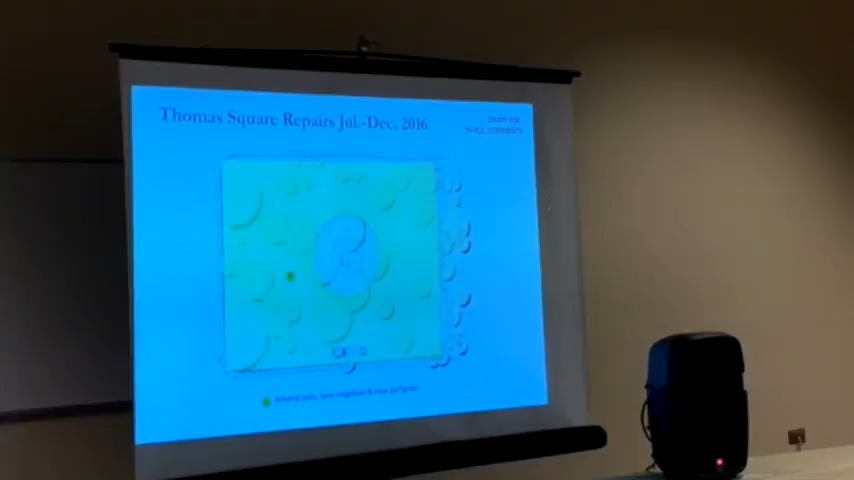 Thomas Square Repairs Jul.-Dec. 2016
DRAFT FOR
PUBLIC COMMENTS
Amend soils, new irrigation & new turf grass